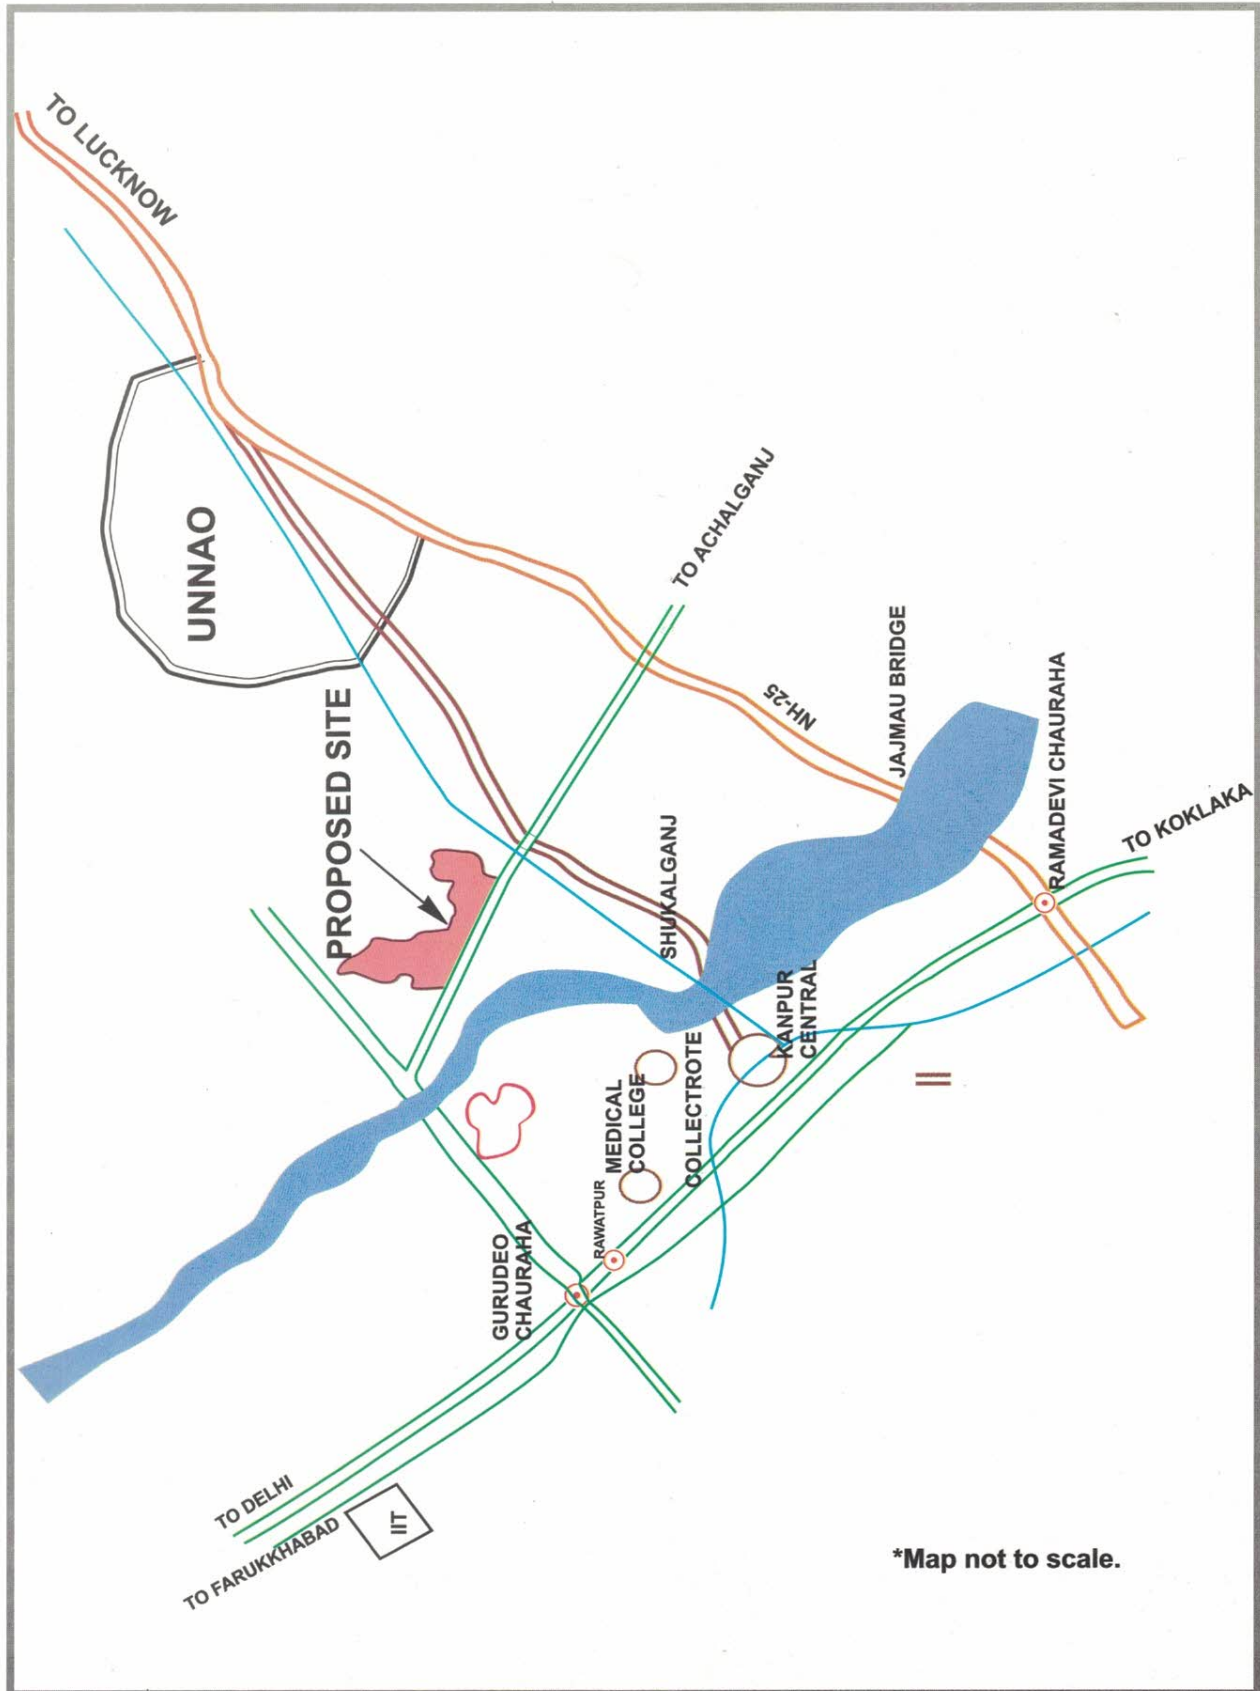 TO LUCKNOW
UNNAO
TO ACHALGANJ
PROPOSED SITE
NH-25
JAJMAU BRIDGE
RAMADEVI CHAURAHA
TO KOKLAKA
SHUKALGANJ
KANPUR
CENTRAL
COLLECTROTE
MEDICAL
COLLEGE
RAWATPUR
GURUDEO
CHAURAHA
TO DELHI
TO FARUKKHABAD
IIT
*Map not to scale.